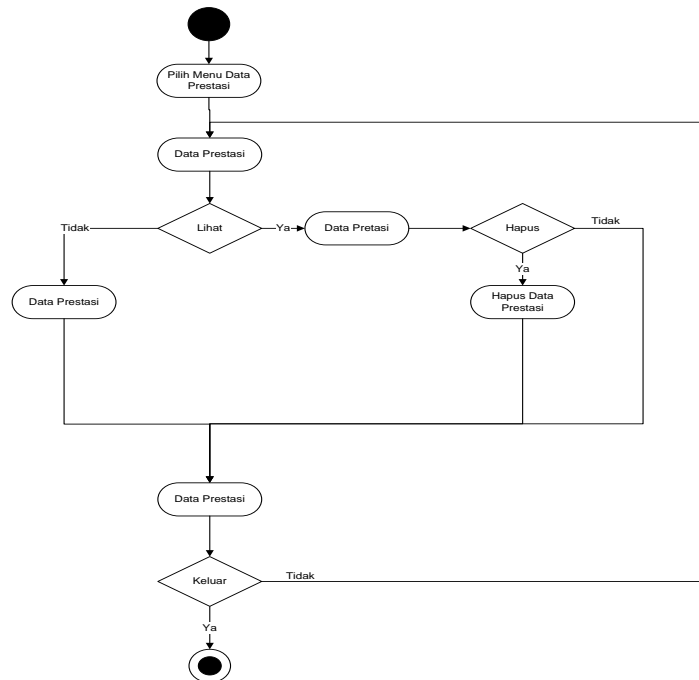 Pilih Menu Data
Prestasi
Data Prestasi
Tidak
Lihat
Ya
Data Pretasi
Hapus
Tidak
Ya
Data Prestasi
Hapus Data
Prestasi
Data Prestasi
Keluar
Tidak
Ya